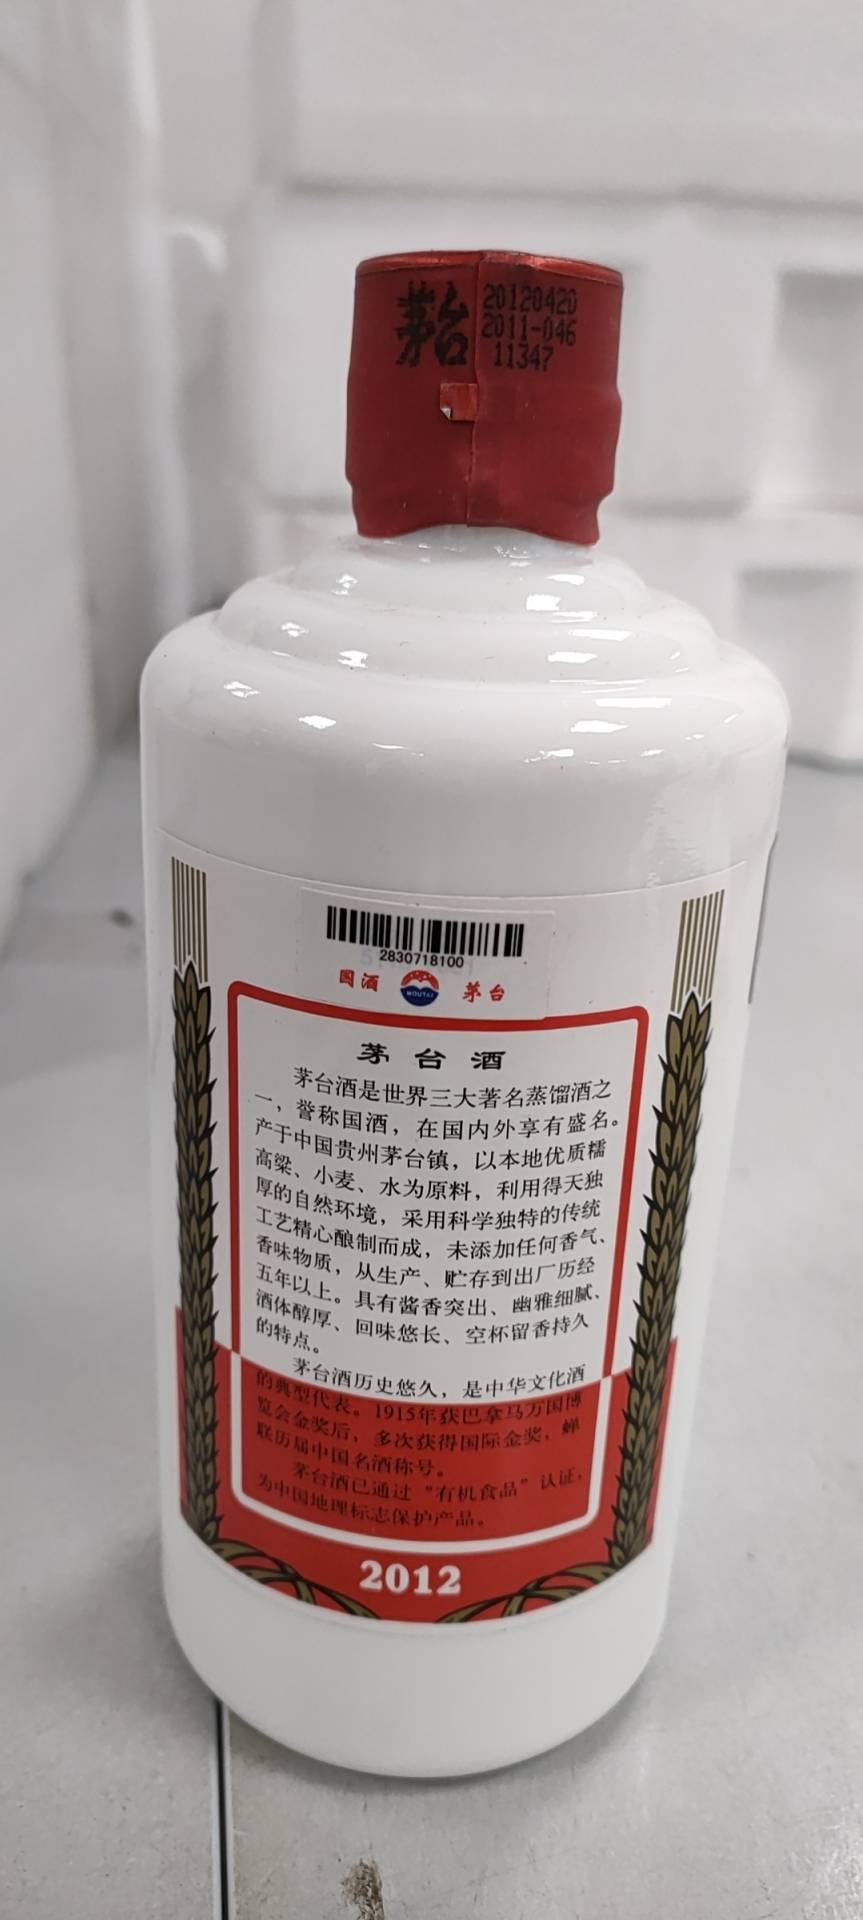 茅台
20120420
2011-046
11347
2830718100
国酒
MOUTAI
茅台
茅台酒
茅台酒是世界三大著名蒸馏酒之
一，誉称国酒，在国内外享有盛名。
产于中国贵州茅台镇，以本地优质糯
高粱、小麦、水为原料，利用得天独
厚的自然环境，采用科学独特的传统
工艺精心酿制而成，未添加任何香气、
香味物质，从生产、贮存到出厂历经
五年以上。具有酱香突出、幽雅细腻、
酒体醇厚、回味悠长、空杯留香持久
的特点。
茅台酒历史悠久，是中华文化酒
的典型代表。1915年获巴拿马万国博
览会金奖后，多次获得国际金奖，蝉
联历届中国名酒称号。
茅台酒已通过“有机食品”认证，
为中国地理标志保护产品。
2012